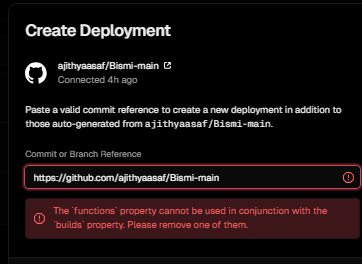 Create Deployment
ajithyaasaf/Bismi-main
Connected 4h ago
Paste a valid commit reference to create a new deployment in addition to
those auto-generated from ajithyaasaf/Bismi-main.
Commit or Branch Reference
https://github.com/ajithyaasaf/Bismi-main
The `functions` property cannot be used in conjunction with the
`builds` property. Please remove one of them.